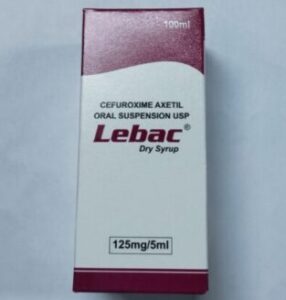 100ml
CEFUROXIME AXETIL
ORAL SUSPENSION USP
Lebac®
Dry Syrup
125mg/5ml